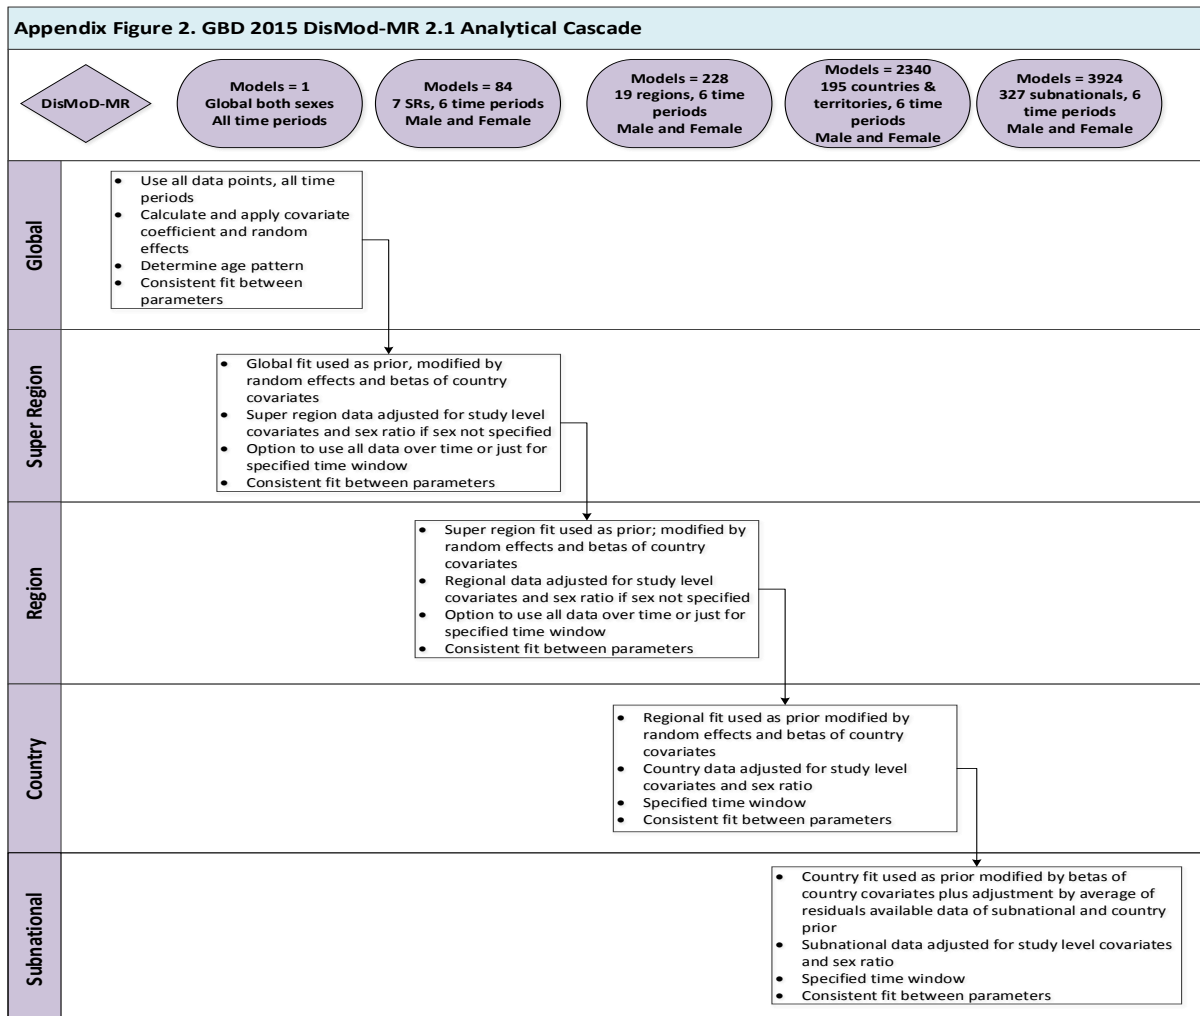 Appendix Figure 2. GBD 2015 DisMod-MR 2.1 Analytical Cascade
DisMoD-MR
Models = 1
Global both sexes
All time periods
Models = 84
7 SRs, 6 time periods
Male and Female
Models = 228
19 regions, 6 time
periods
Male and Female
Models = 2340
195 countries &
territories, 6 time
periods
Male and Female
Models = 3924
327 subnationals, 6
time periods
Male and Female
Global
• Use all data points, all time
periods
• Calculate and apply covariate
coefficient and random
effects
• Determine age pattern
• Consistent fit between
parameters
Super Region
• Global fit used as prior, modified by
random effects and betas of country
covariates
• Super region data adjusted for study level
covariates and sex ratio if sex not specified
• Option to use all data over time or just for
specified time window
• Consistent fit between parameters
Region
• Super region fit used as prior; modified by
random effects and betas of country
covariates
• Regional data adjusted for study level
covariates and sex ratio if sex not specified
• Option to use all data over time or just for
specified time window
• Consistent fit between parameters
Country
• Regional fit used as prior modified by
random effects and betas of country
covariates
• Country data adjusted for study level
covariates and sex ratio
• Specified time window
• Consistent fit between parameters
Subnational
• Country fit used as prior modified by betas of
country covariates plus adjustment by average of
residuals available data of subnational and country
prior
• Subnational data adjusted for study level covariates
and sex ratio
• Specified time window
• Consistent fit between parameters